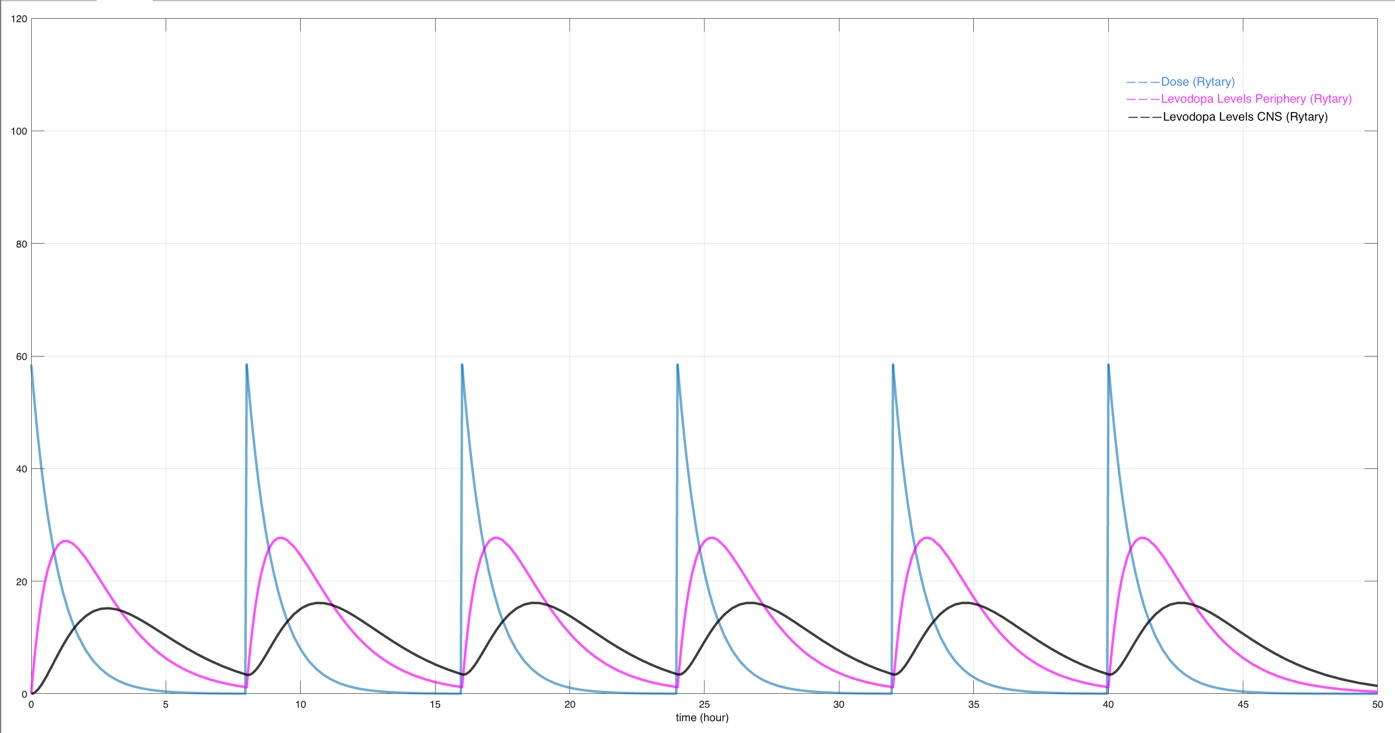 120
100
80
60
40
20
0
Dose (Rytary)
Levodopa Levels Periphery (Rytary)
Levodopa Levels CNS (Rytary)
0 5 10 15 20 25 30 35 40 45 50
time (hour)